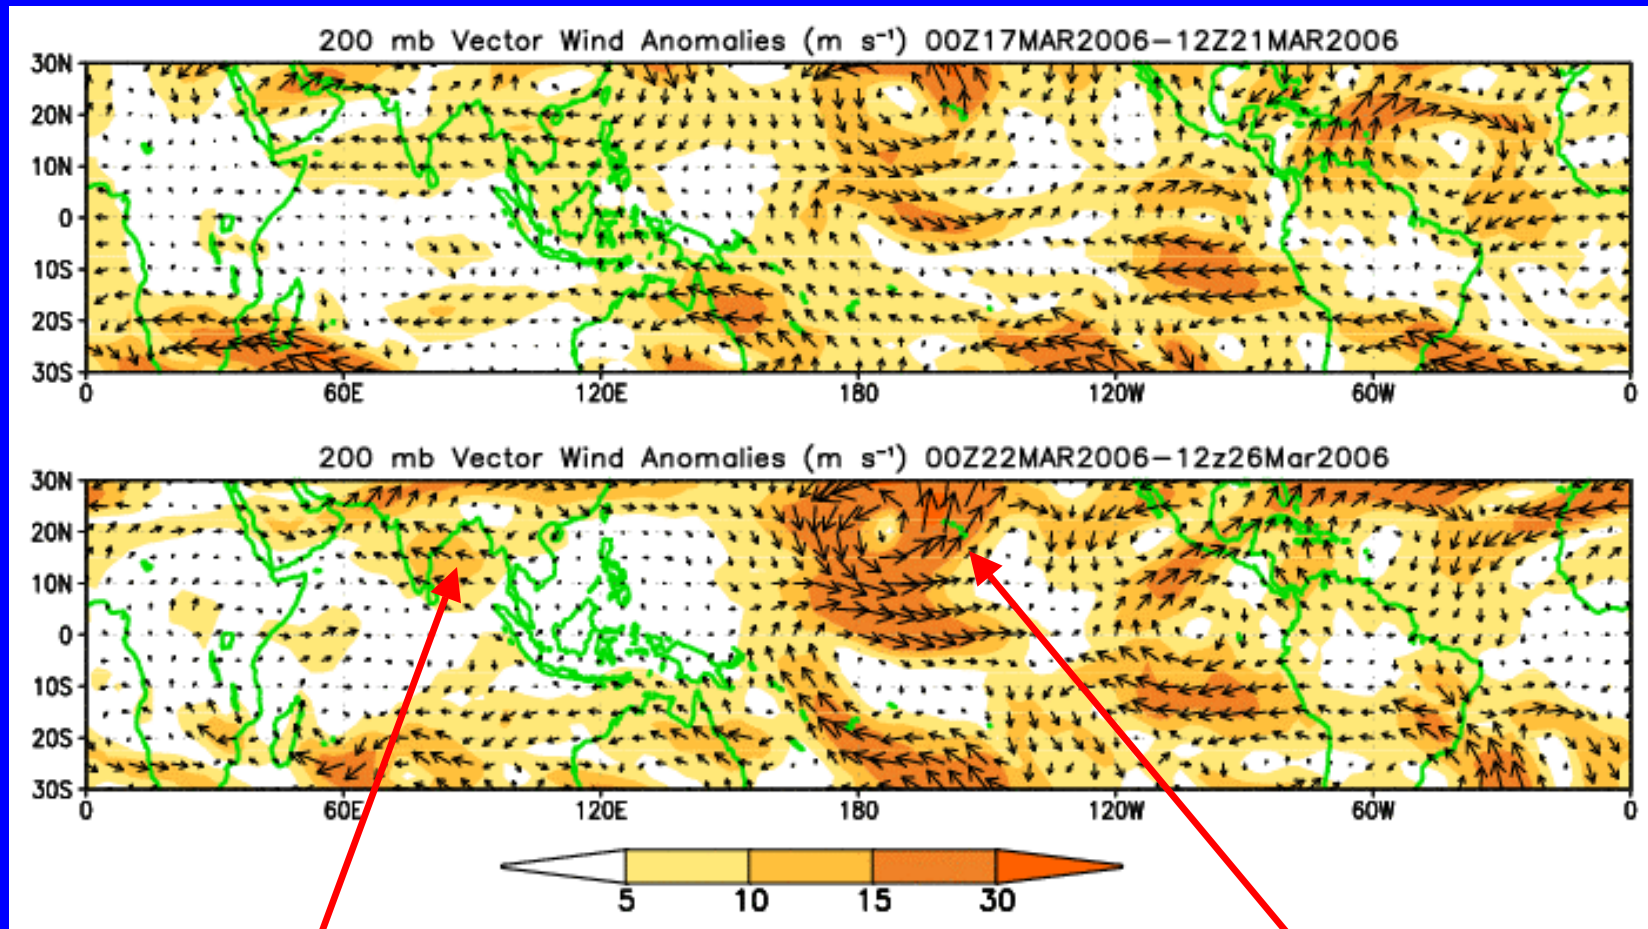 200 mb Vector Wind Anomalies (m s⁻¹) 00Z17MAR2006-12Z21MAR2006
30N
20N
10N
0
10S
20S
30S
0 60E 120E 180 120W 60W 0
200 mb Vector Wind Anomalies (m s⁻¹) 00Z22MAR2006-12z26Mar2006
30N
20N
10N
0
10S
20S
30S
0 60E 120E 180 120W 60W 0
5 10 15 30